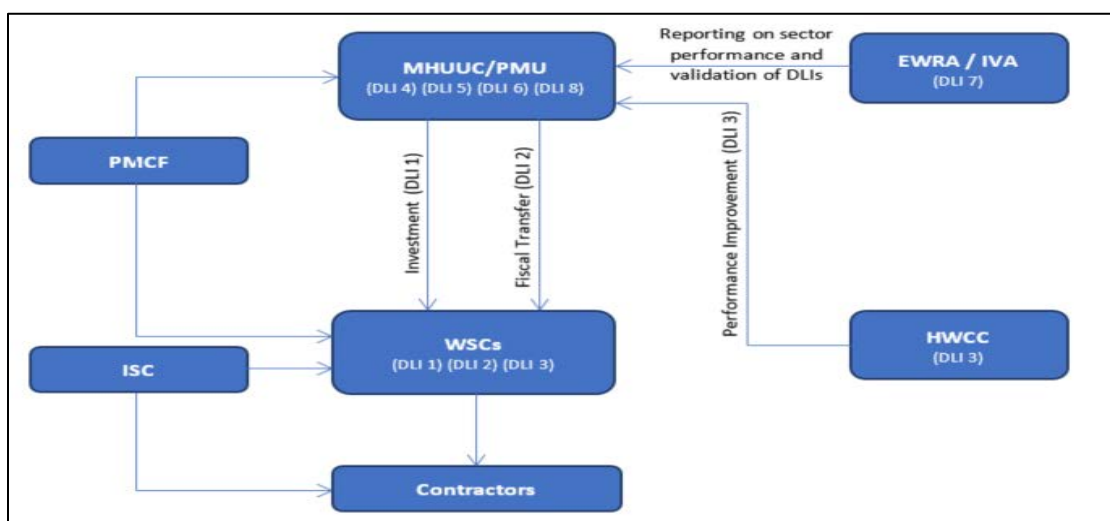 Reporting on sector
performance and
validation of DLIs
MHUUC/PMU
(DLI 4) (DLI 5) (DLI 6) (DLI 8)
EWRA / IVA
(DLI 7)
PMCF
Investment (DLI 1)
Fiscal Transfer (DLI 2)
Performance Improvement (DLI 3)
WSCs
(DLI 1) (DLI 2) (DLI 3)
HWCC
(DLI 3)
ISC
Contractors